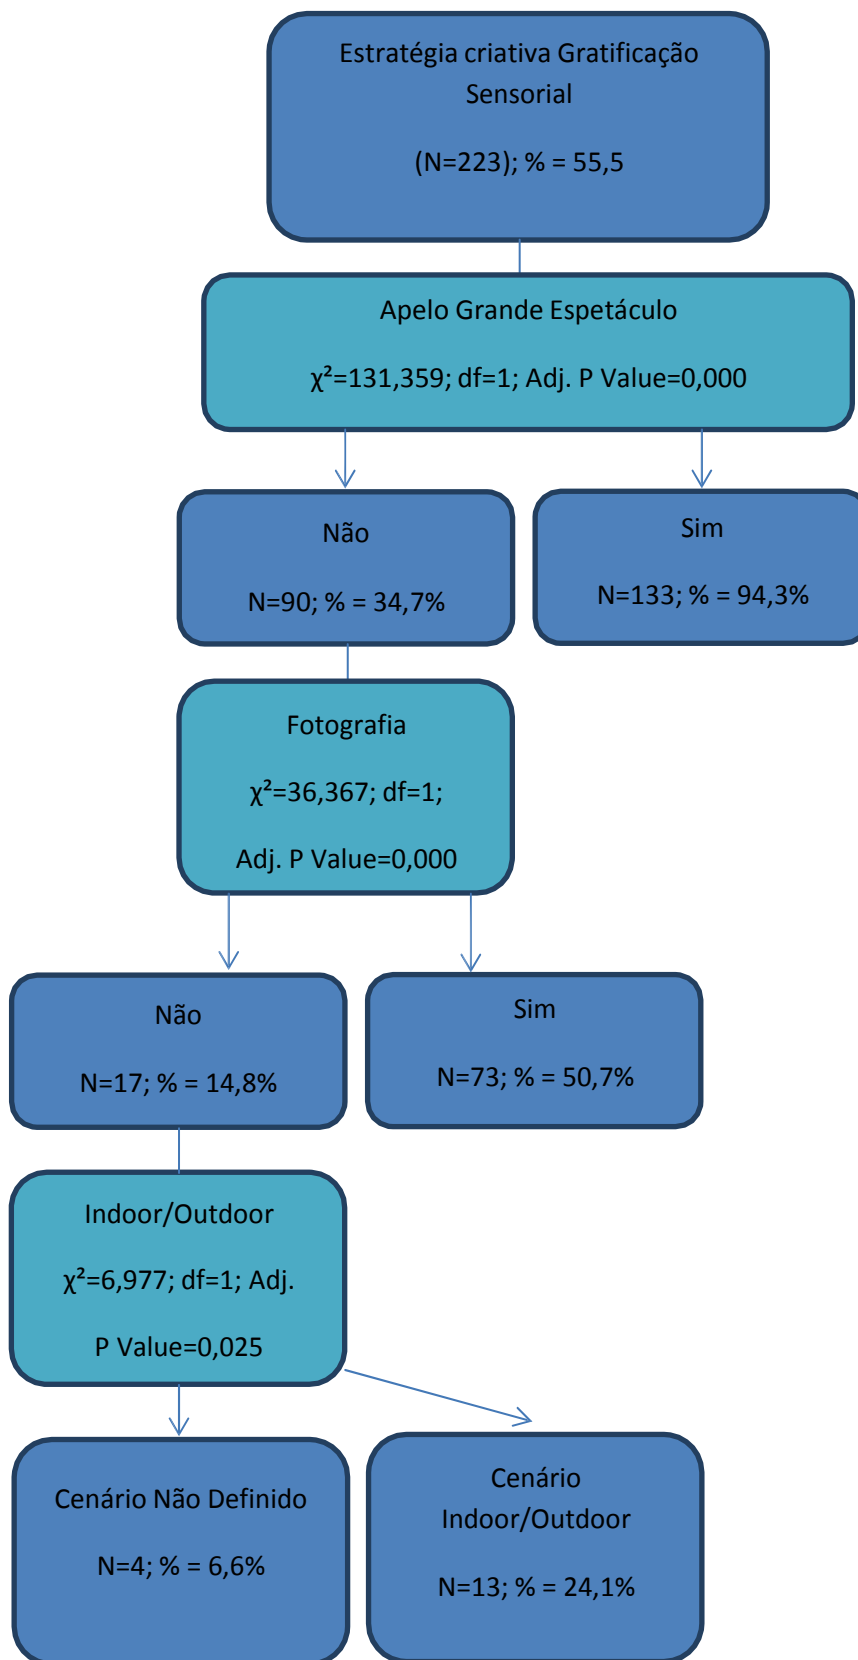 Estratégia criativa Gratificação
Sensorial
(N=223); % = 55,5
Apelo Grande Espetáculo
χ²=131,359; df=1; Adj. P Value=0,000
Não
N=90; % = 34,7%
Sim
N=133; % = 94,3%
Fotografia
χ²=36,367; df=1;
Adj. P Value=0,000
Não
N=17; % = 14,8%
Sim
N=73; % = 50,7%
Indoor/Outdoor
χ²=6,977; df=1; Adj.
P Value=0,025
Cenário Não Definido
N=4; % = 6,6%
Cenário
Indoor/Outdoor
N=13; % = 24,1%